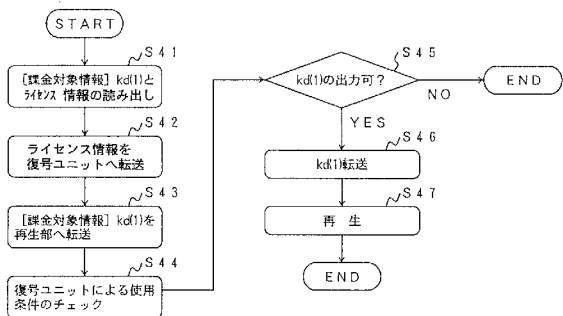 START
S41
[課金対象情報] kd(1)と
ライセンス 情報の読み出し
S42
ライセンス情報を
復号ユニットへ転送
S43
[課金対象情報] kd(1)を
再生部へ転送
S44
復号ユニットによる使用
条件のチェック
S45
kd(1)の出力可?
NO
END
YES
S46
kd(1)転送
S47
再 生
END